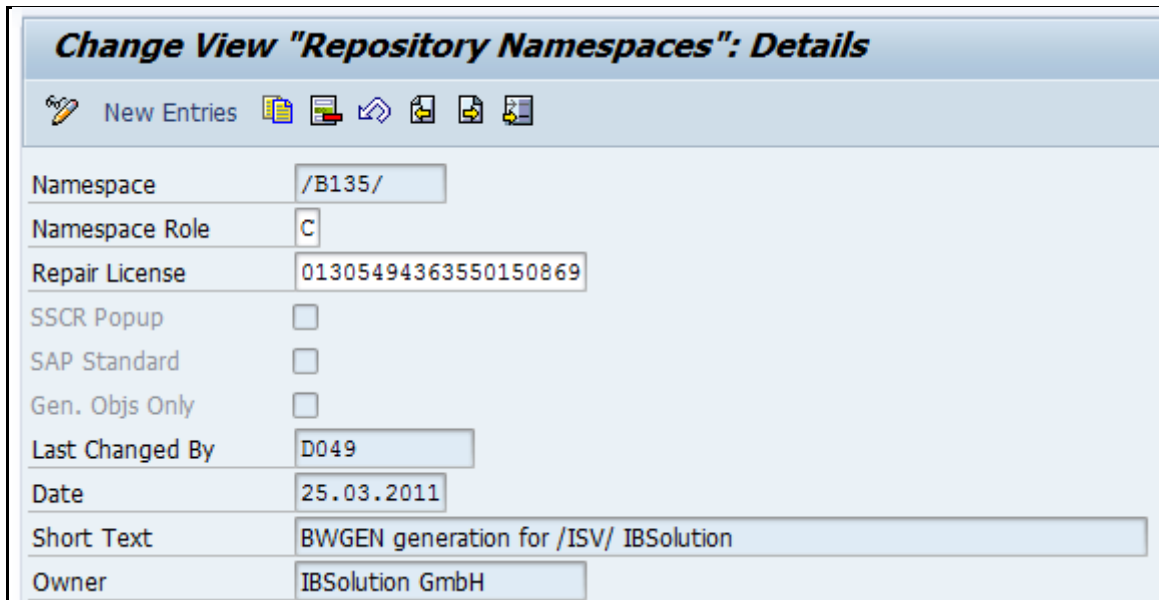 Change View "Repository Namespaces": Details
New Entries
Namespace /B135/
Namespace Role C
Repair License 01305494363550150869
SSCR Popup
SAP Standard
Gen. Objs Only
Last Changed By D049
Date 25.03.2011
Short Text BWGEN generation for /ISV/ IBSolution
Owner IBSolution GmbH